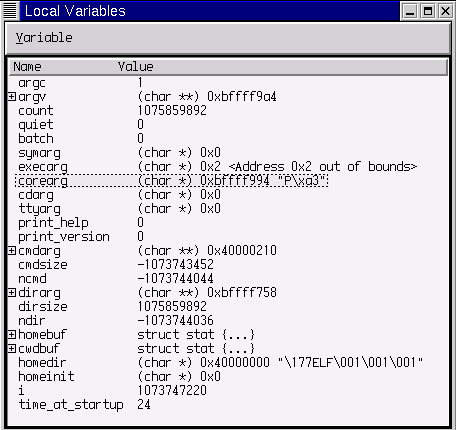 Local Variables
Variable
Name Value
argc 1
argv (char **) 0xbffff9a4
count 1075859892
quiet 0
batch 0
symarg (char *) 0x0
execarg (char *) 0x2 <Address 0x2 out of bounds>
corearg (char *) 0xbffff994 "P\xa3"
cdarg (char *) 0x0
ttyarg (char *) 0x0
print_help 0
print_version 0
cmdarg (char **) 0x40000210
cmdsize -1073743452
ncmd -1073744044
dirarg (char **) 0xbffff758
dirsize 1075859892
ndir -1073744036
homebuf struct stat {...}
cwdbuf struct stat {...}
homedir (char *) 0x40000000 "\177ELF\001\001\001"
homeinit (char *) 0x0
i 1073747220
time_at_startup 24